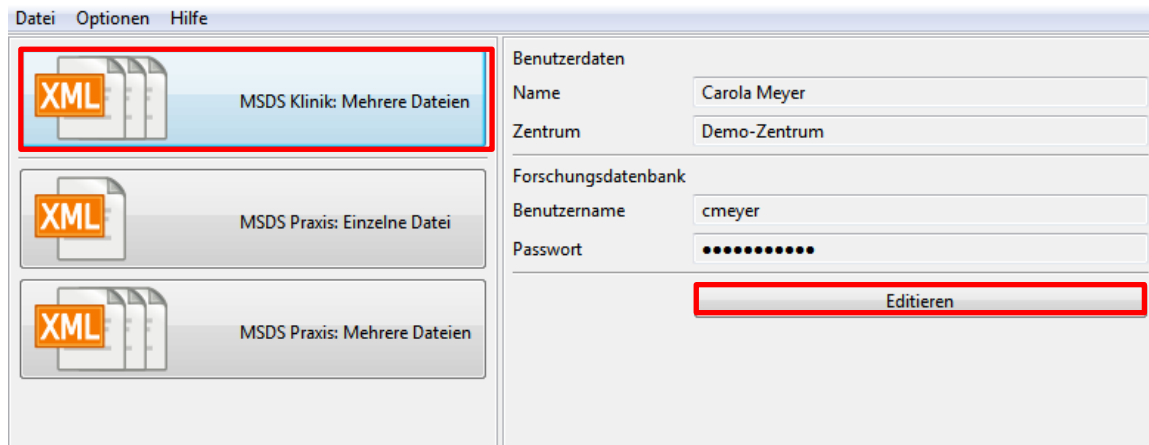 Datei Optionen Hilfe
XML MSDS Klinik: Mehrere Dateien
XML MSDS Praxis: Einzelne Datei
XML MSDS Praxis: Mehrere Dateien
Benutzerdaten
Name Carola Meyer
Zentrum Demo-Zentrum
Forschungsdatenbank
Benutzername cmeyer
Passwort •••••••••••
Editieren